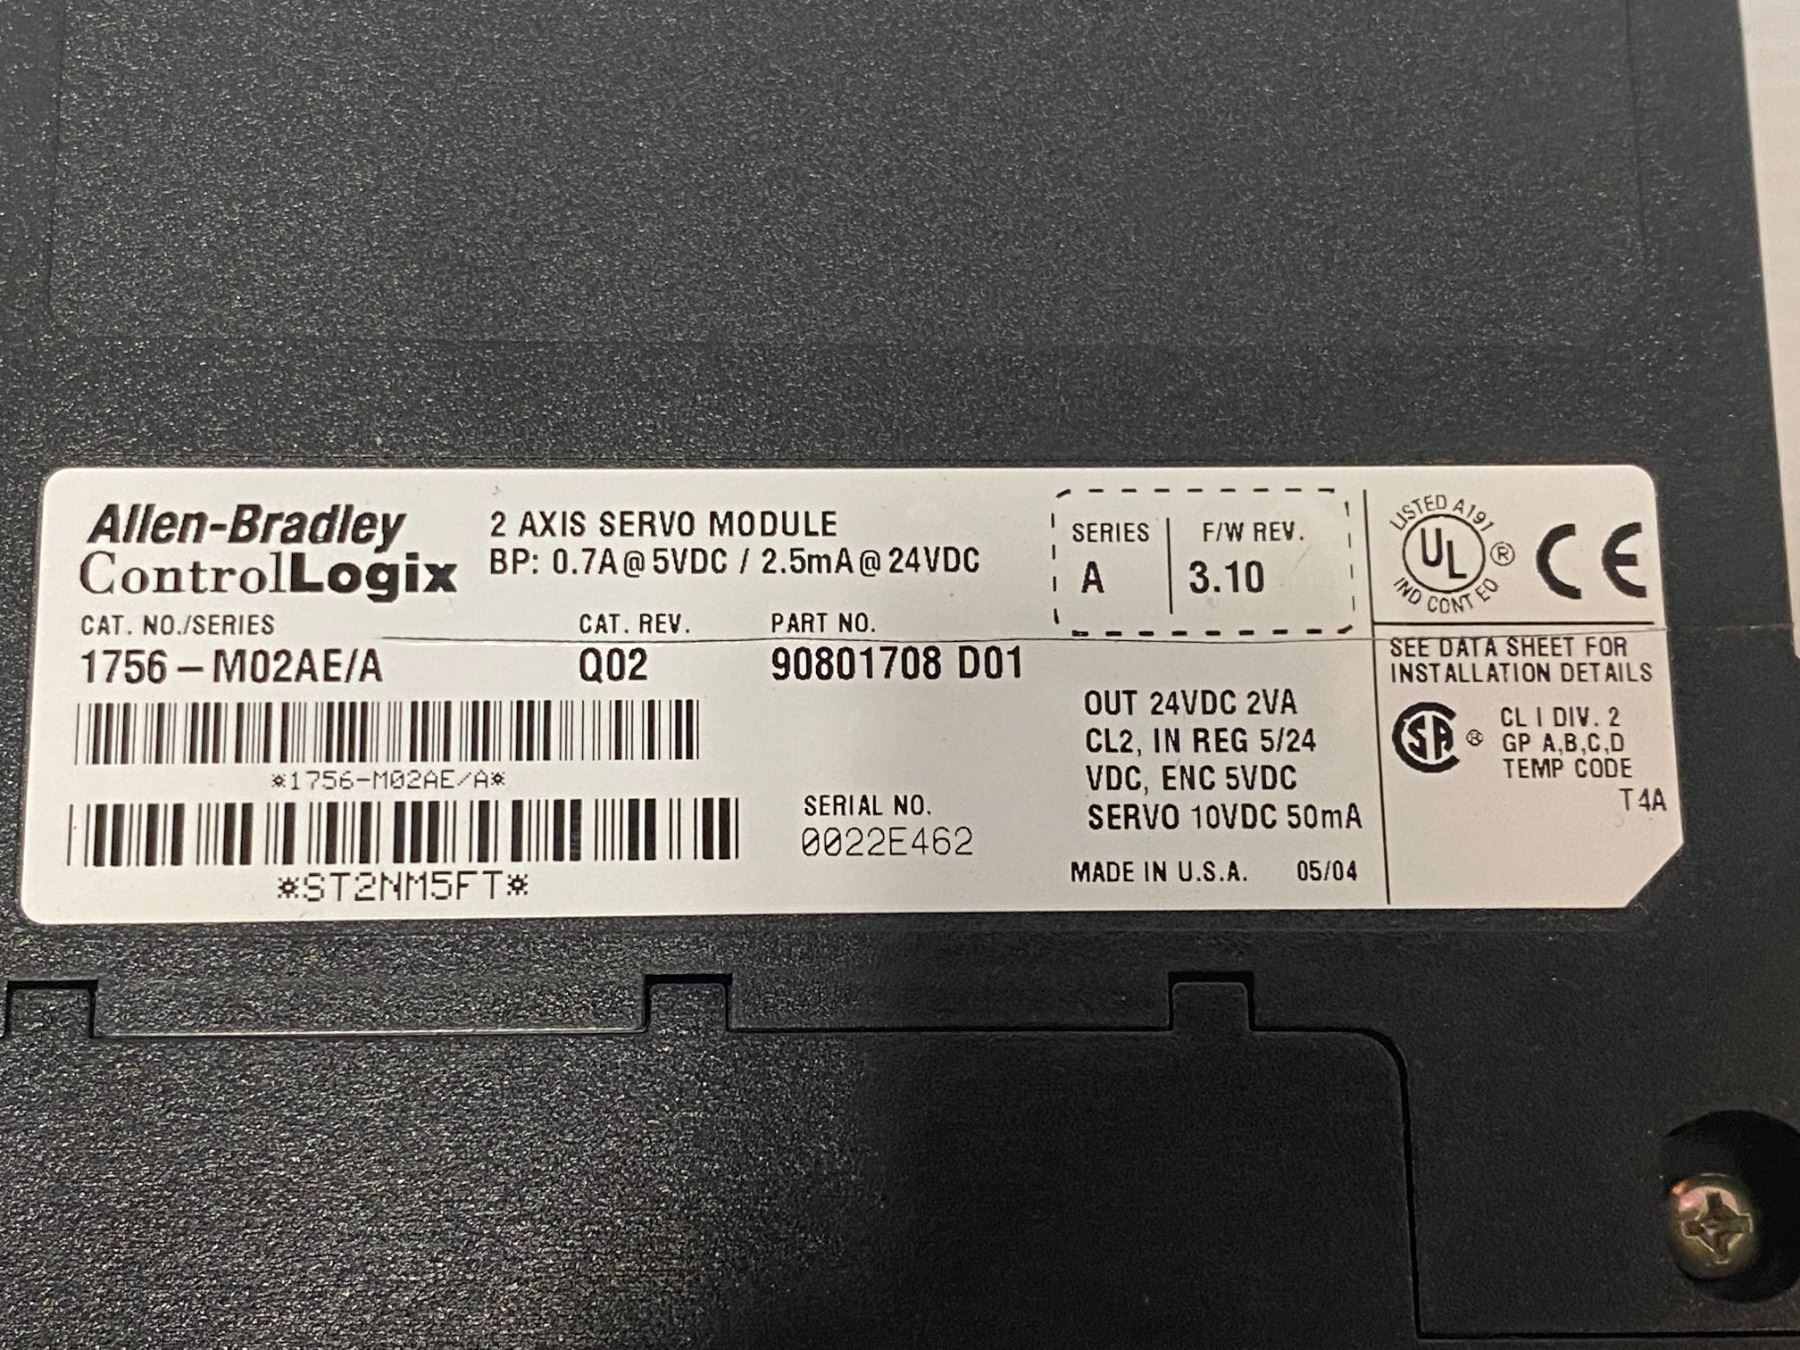 Allen-Bradley
ControlLogix
2 AXIS SERVO MODULE
BP: 0.7A@5VDC / 2.5mA@24VDC
SERIES
A
F/W REV.
3.10
CAT. NO./SERIES
1756-M02AE/A
CAT. REV.
Q02
PART NO.
90801708 D01
*1756-M02AE/A*
*ST2NM5FT*
SERIAL NO.
0022E462
OUT 24VDC 2VA
CL2, IN REG 5/24
VDC, ENC 5VDC
SERVO 10VDC 50mA
MADE IN U.S.A. 05/04
LISTED A191
UL ®
IND CONT EQ
CE
SEE DATA SHEET FOR
INSTALLATION DETAILS
SA ®
CL I DIV. 2
GP A,B,C,D
TEMP CODE
T4A